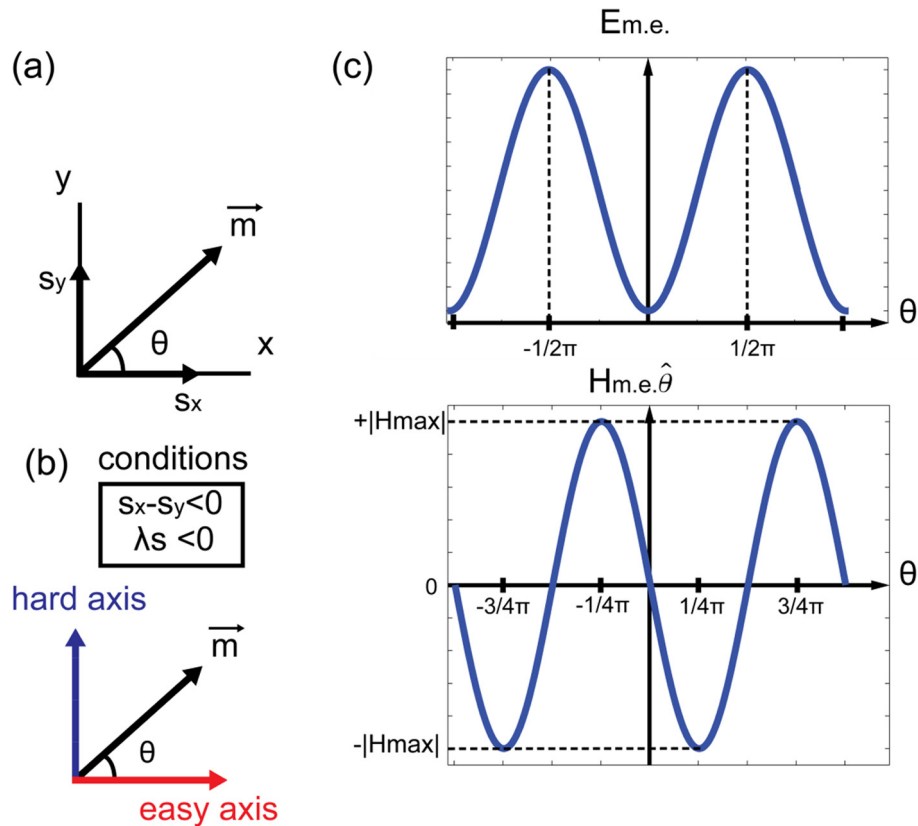 (a)
y
m
sy
θ
x
sx
(b)
conditions
sx-sy<0
λs <0
hard axis
m
θ
easy axis
(c)
Em.e.
θ
-1/2π
1/2π
Hm.e.θ̂
+|Hmax|
θ
0
-3/4π
-1/4π
1/4π
3/4π
-|Hmax|